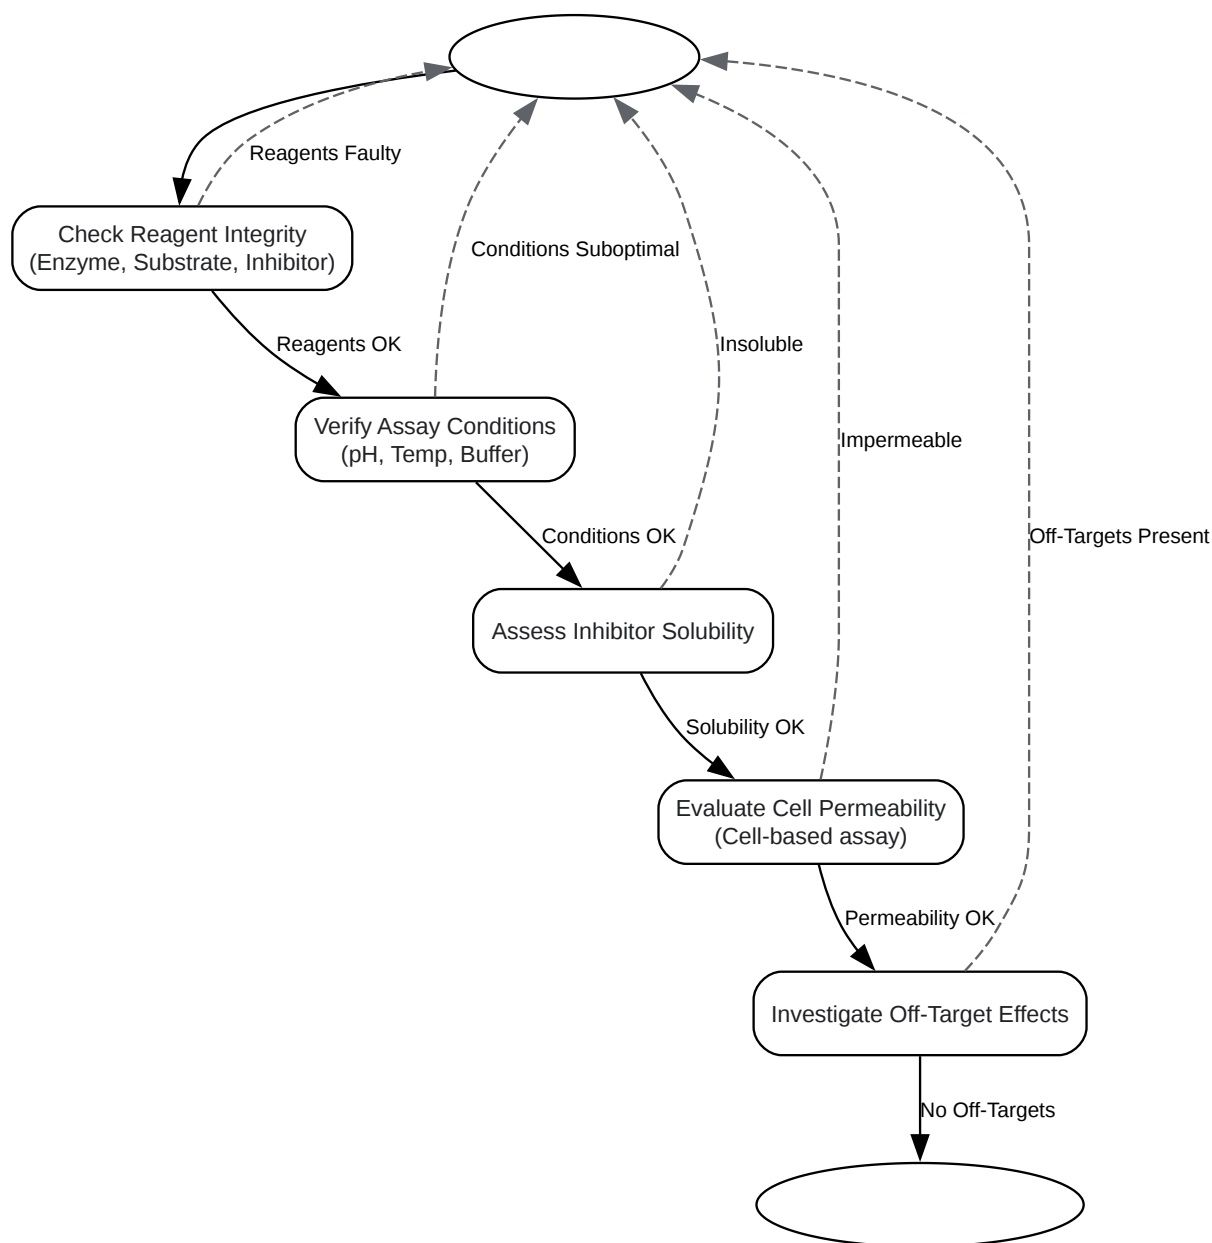 Reagents Faulty
Check Reagent Integrity
(Enzyme, Substrate, Inhibitor)
Conditions Suboptimal
Reagents OK
Insoluble
Verify Assay Conditions
(pH, Temp, Buffer)
Impermeable
Conditions OK
Off-Targets Present
Assess Inhibitor Solubility
Solubility OK
Evaluate Cell Permeability
(Cell-based assay)
Permeability OK
Investigate Off-Target Effects
No Off-Targets